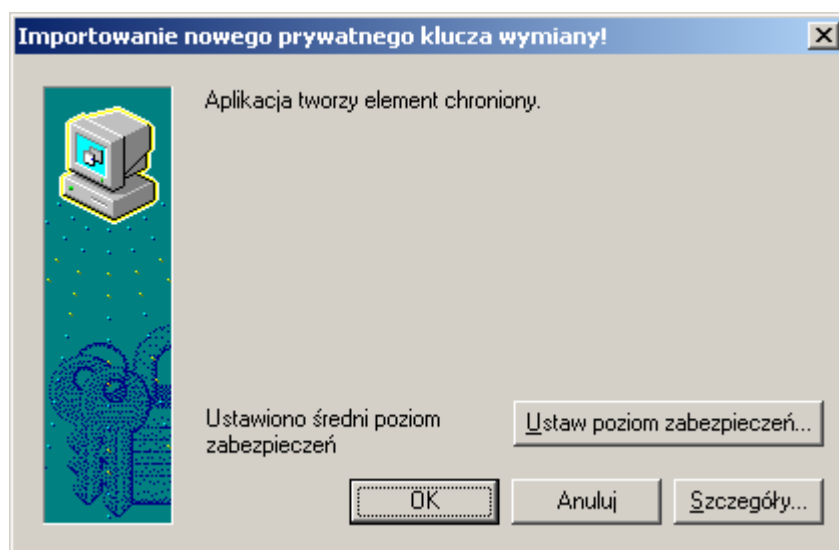 Importowanie nowego prywatnego klucza wymiany!
Aplikacja tworzy element chroniony.
Ustawiono średni poziom
zabezpieczeń
Ustaw poziom zabezpieczeń...
OK
Anuluj
Szczegóły...